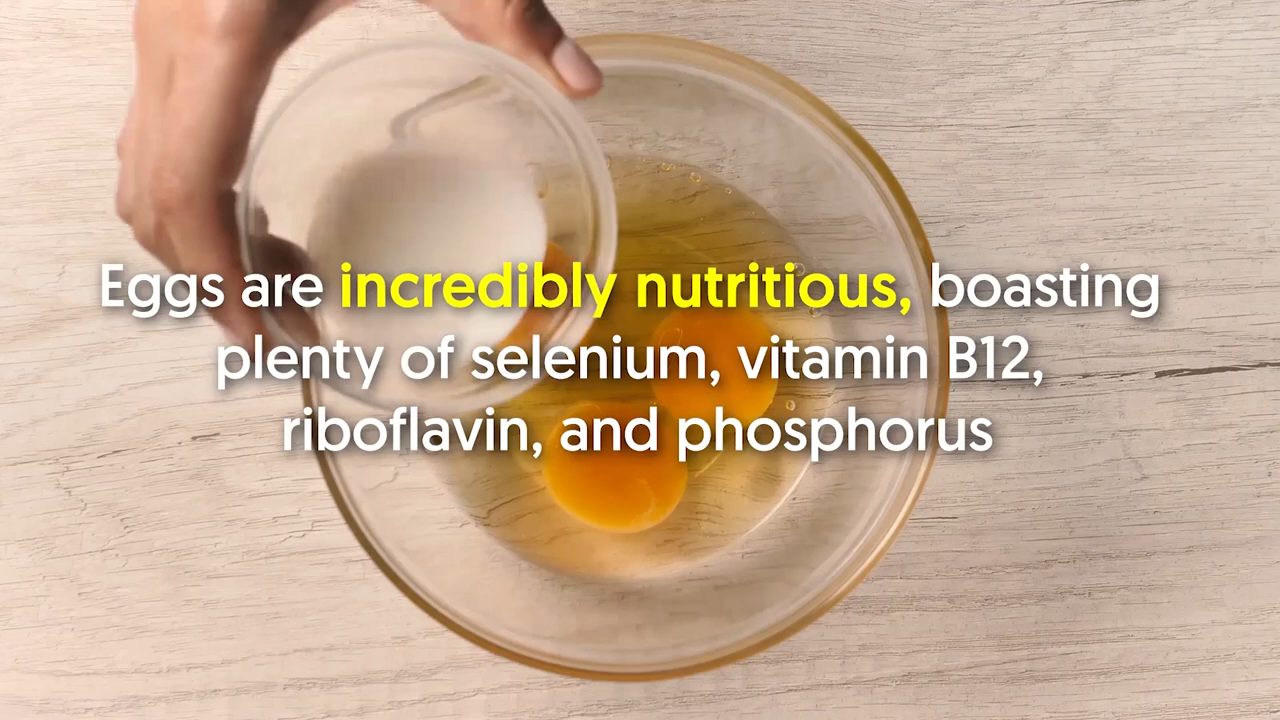 Eggs are incredibly nutritious, boasting
plenty of selenium, vitamin B12,
riboflavin, and phosphorus